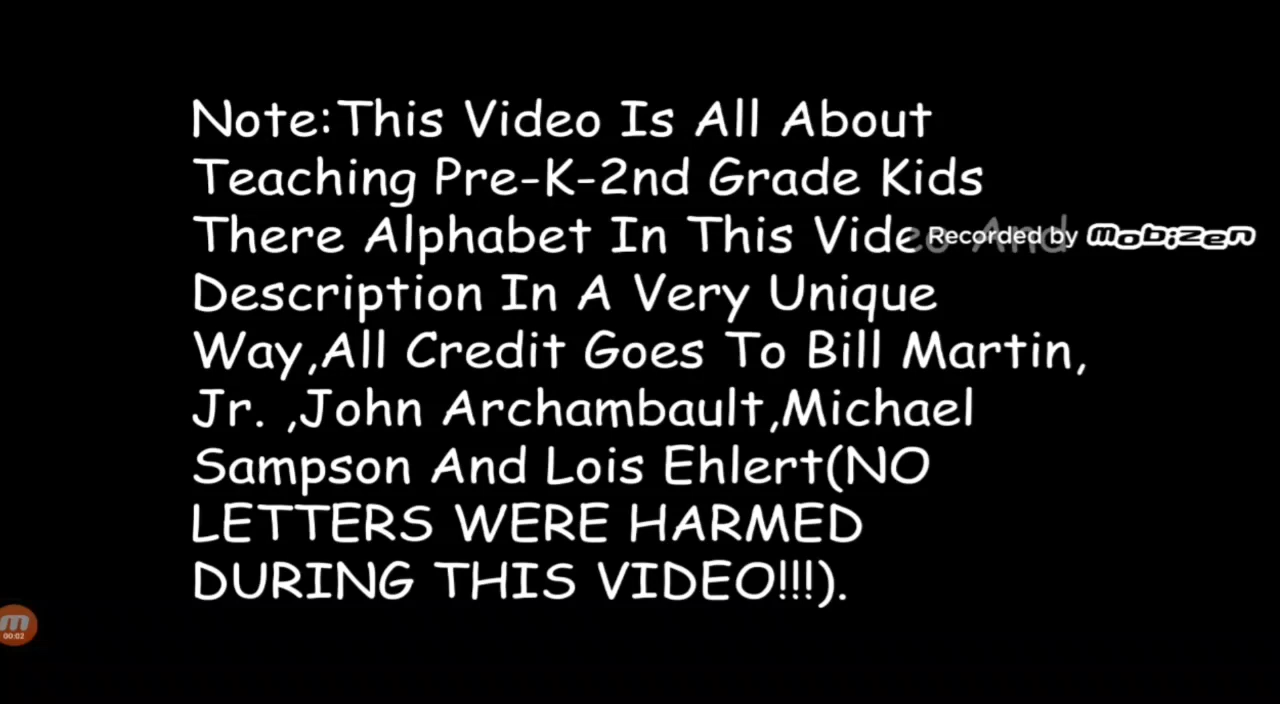 Note:This Video Is All About
Teaching Pre-K-2nd Grade Kids
There Alphabet In This Video And
Recorded by mobizen
Description In A Very Unique
Way,All Credit Goes To Bill Martin,
Jr. ,John Archambault,Michael
Sampson And Lois Ehlert(NO
LETTERS WERE HARMED
DURING THIS VIDEO!!!).
m
00:02